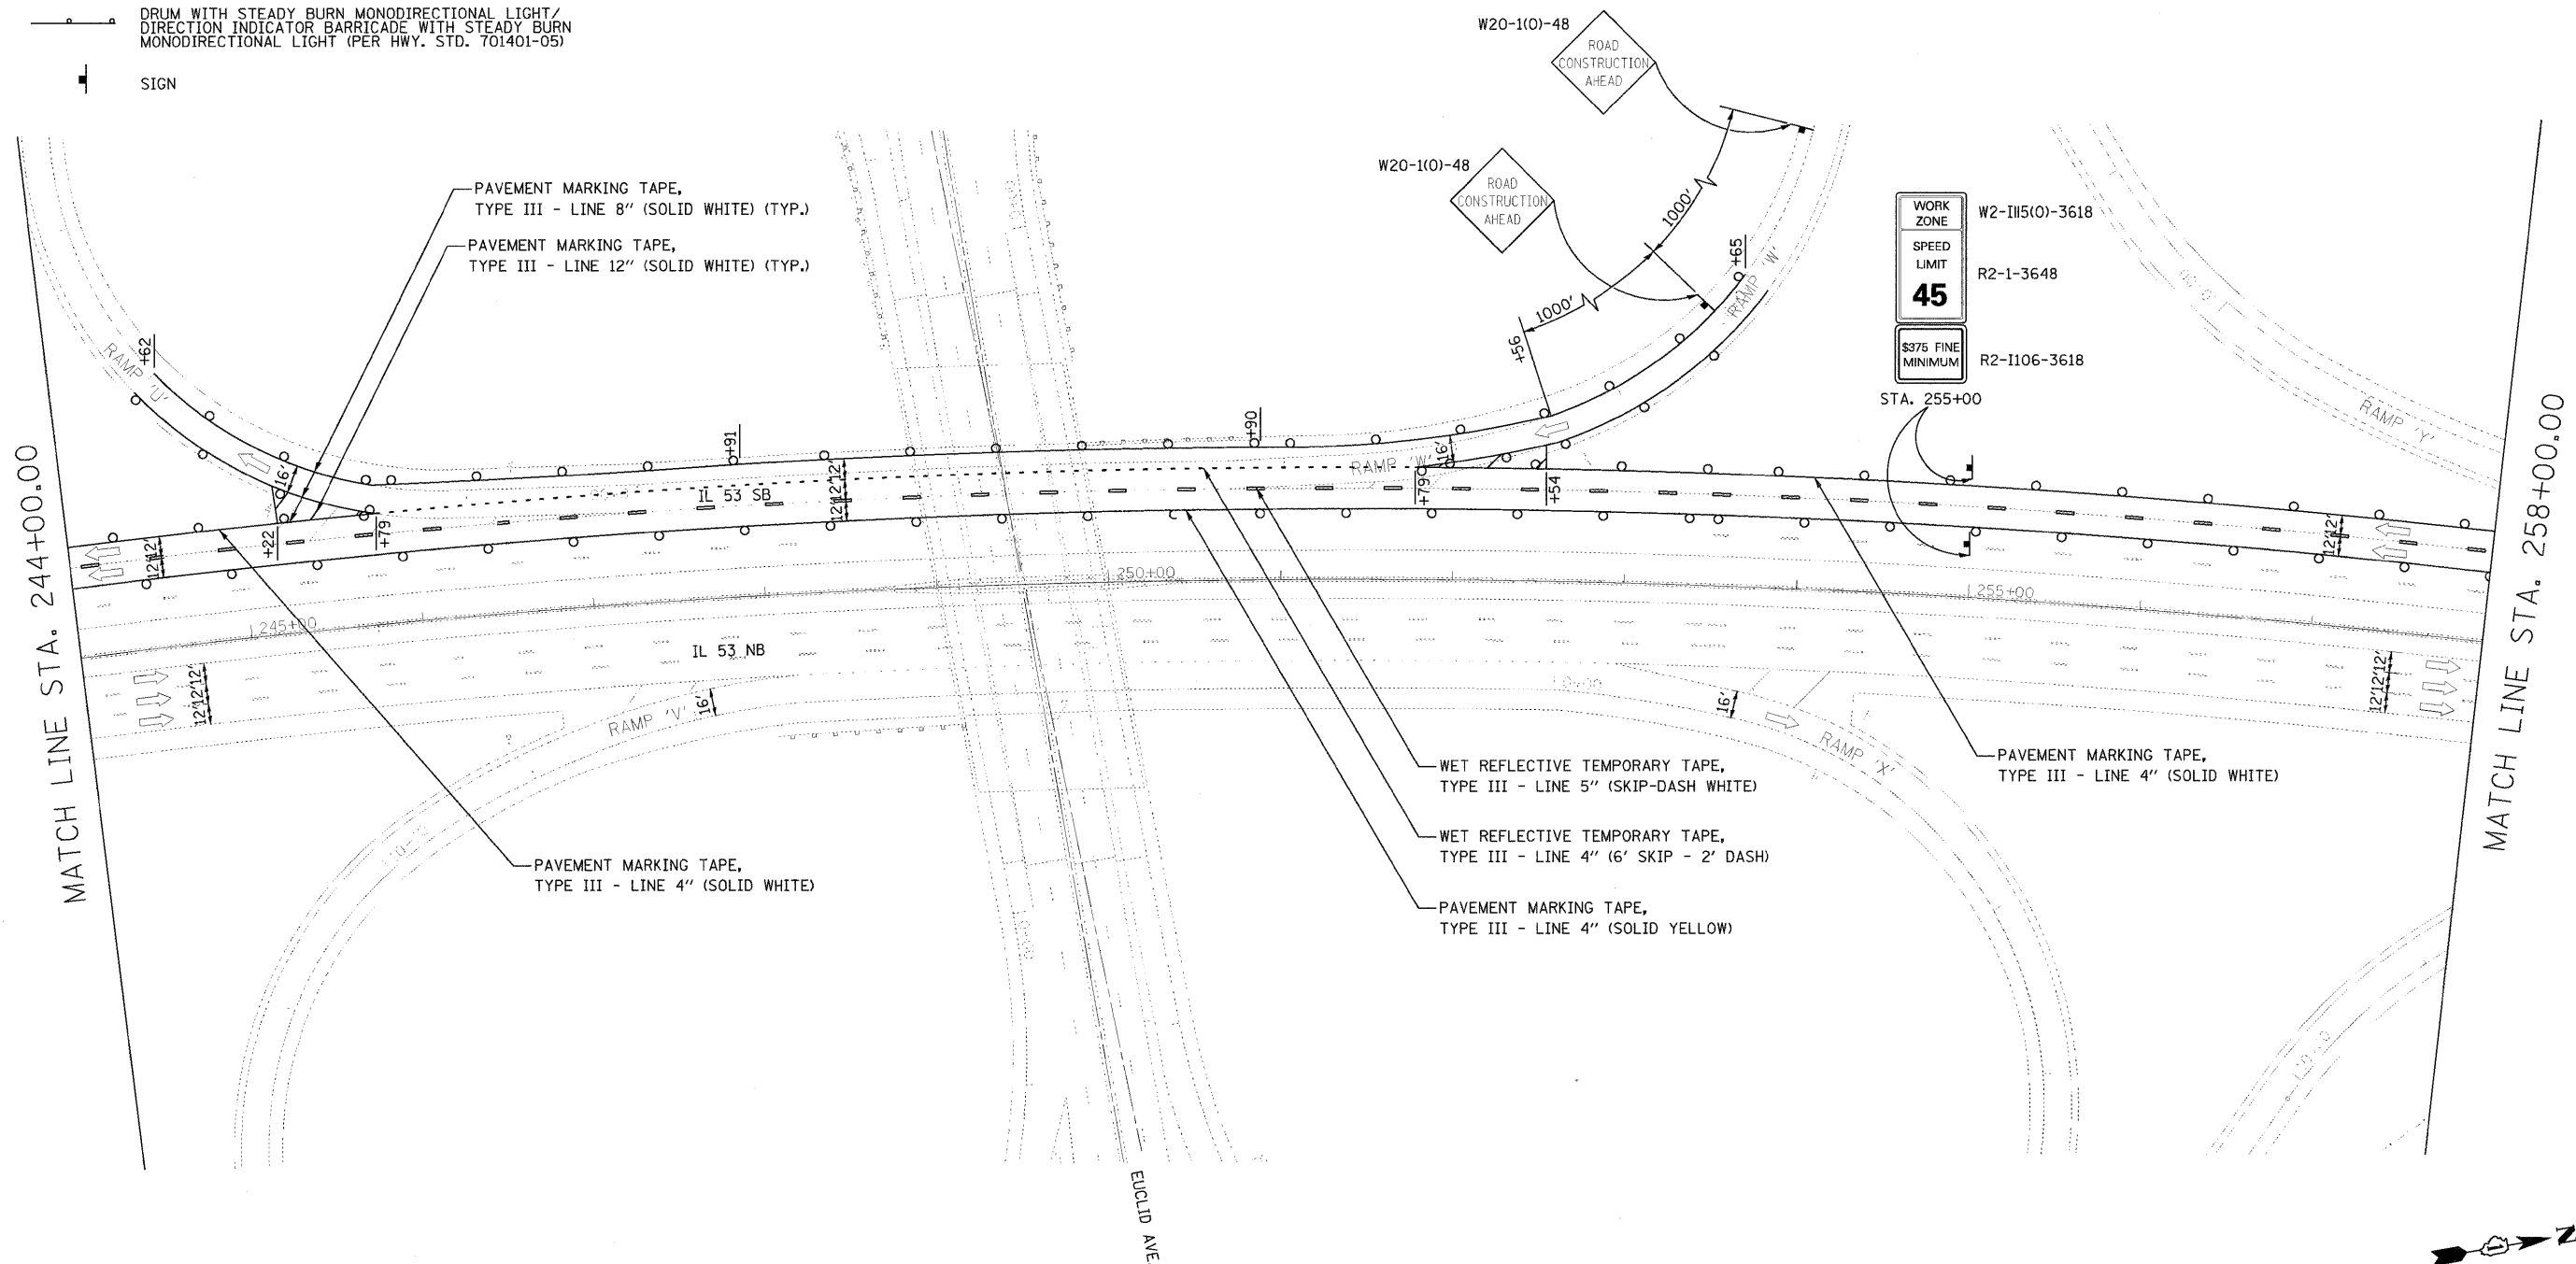 DRUM WITH STEADY BURN MONODIRECTIONAL LIGHT/
DIRECTION INDICATOR BARRICADE WITH STEADY BURN
MONODIRECTIONAL LIGHT (PER HWY. STD. 701401-05)
SIGN
W20-1(O)-48
ROAD
CONSTRUCTION
AHEAD
W20-1(O)-48
ROAD
CONSTRUCTION
AHEAD
1000'
1000'
+65
RAMP 'W'
+56
WORK
ZONE
W2-I115(O)-3618
SPEED
LIMIT
45
R2-1-3648
$375 FINE
MINIMUM
R2-I106-3618
STA. 255+00
RAMP 'Y'
PAVEMENT MARKING TAPE,
TYPE III - LINE 8" (SOLID WHITE) (TYP.)
PAVEMENT MARKING TAPE,
TYPE III - LINE 12" (SOLID WHITE) (TYP.)
+62
RAMP 'U'
16'
+22
+79
+91
12'12'12'
IL 53 SB
+90
RAMP 'W'
16'
+79
+54
12'12'
12'12'
MATCH LINE STA. 244+00.00
MATCH LINE STA. 258+00.00
245+00
250+00
255+00
IL 53 NB
12'12'12'
RAMP 'V'
16'
16'
RAMP 'X'
12'12'12'
PAVEMENT MARKING TAPE,
TYPE III - LINE 4" (SOLID WHITE)
WET REFLECTIVE TEMPORARY TAPE,
TYPE III - LINE 5" (SKIP-DASH WHITE)
WET REFLECTIVE TEMPORARY TAPE,
TYPE III - LINE 4" (6' SKIP - 2' DASH)
PAVEMENT MARKING TAPE,
TYPE III - LINE 4" (SOLID YELLOW)
PAVEMENT MARKING TAPE,
TYPE III - LINE 4" (SOLID WHITE)
EUCLID AVE.
N